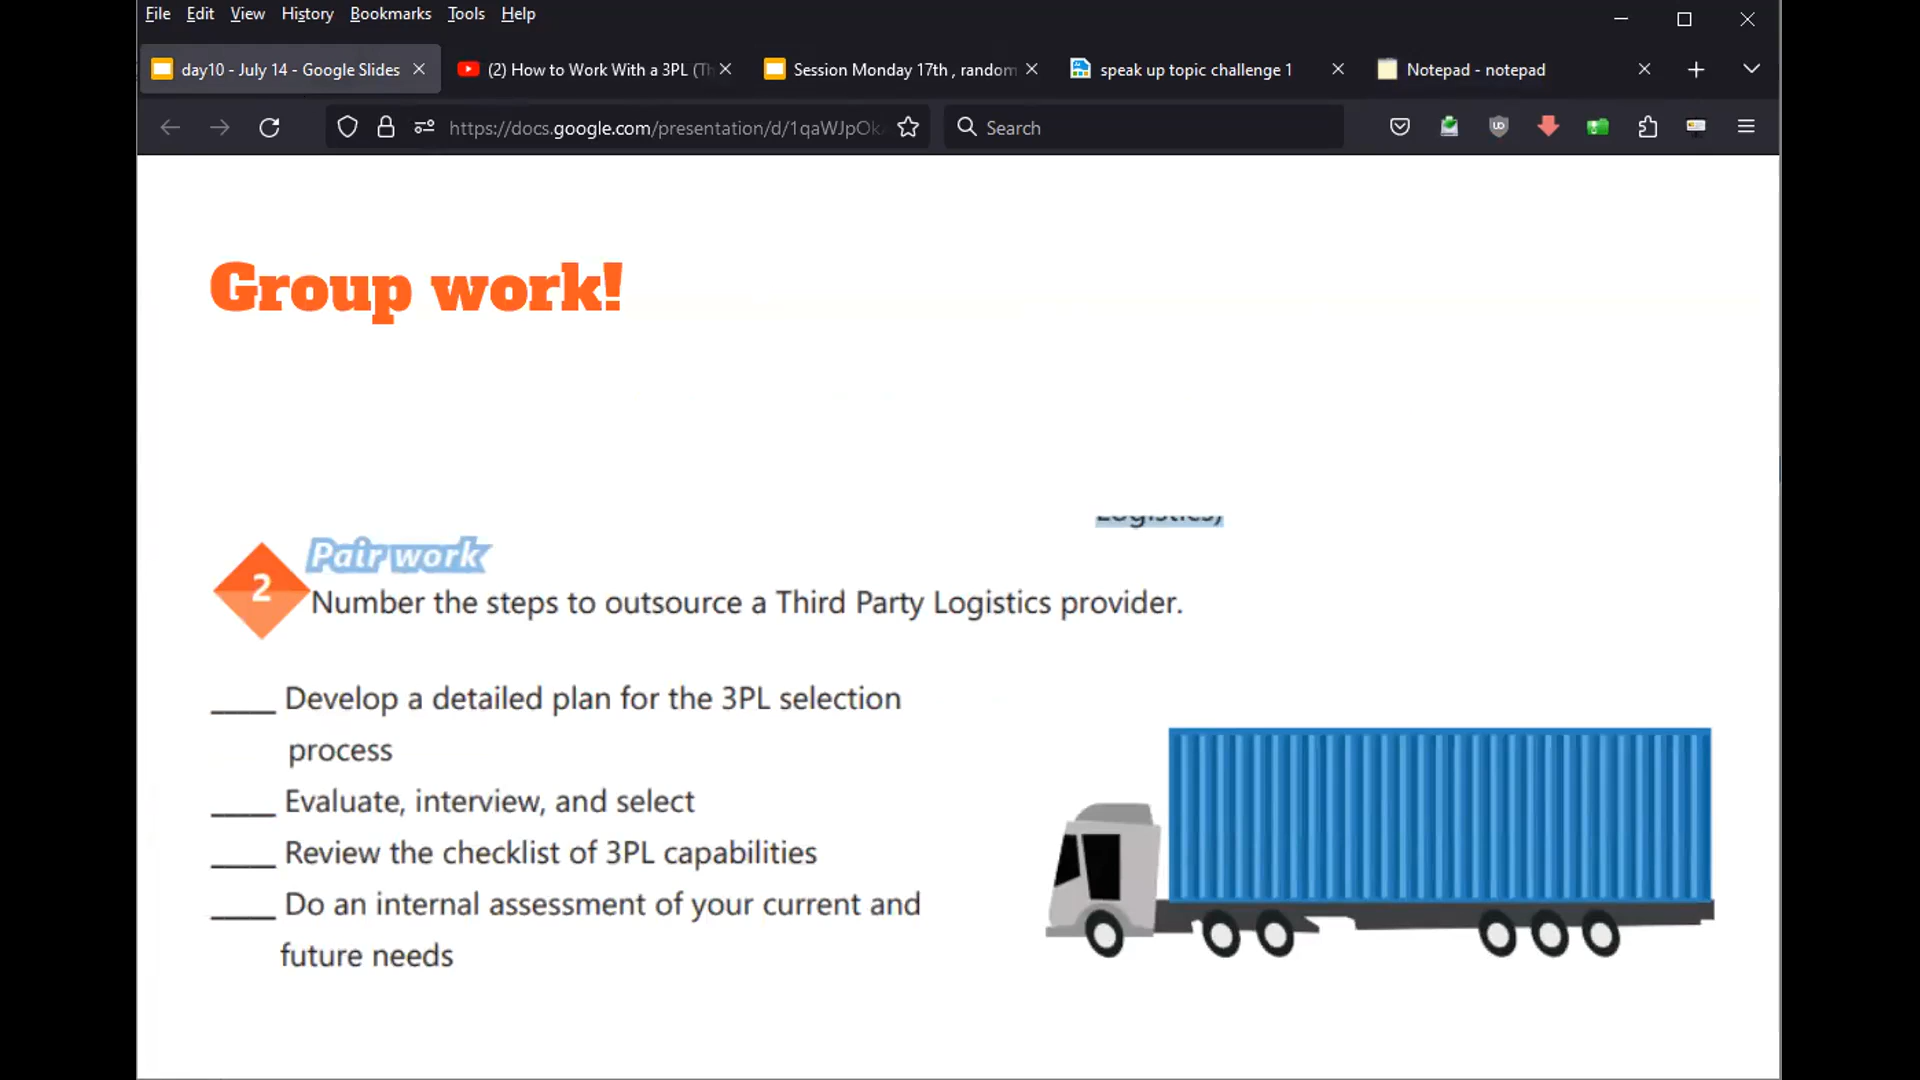 File Edit View History Bookmarks Tools Help
day10 - July 14 - Google Slides
(2) How to Work With a 3PL (Th
Session Monday 17th , random
speak up topic challenge 1
Notepad - notepad
https://docs.google.com/presentation/d/1qaWJpOk
Search
Group work!
Logistics)
Pair work
2
Number the steps to outsource a Third Party Logistics provider.
____ Develop a detailed plan for the 3PL selection
process
____ Evaluate, interview, and select
____ Review the checklist of 3PL capabilities
____ Do an internal assessment of your current and
future needs